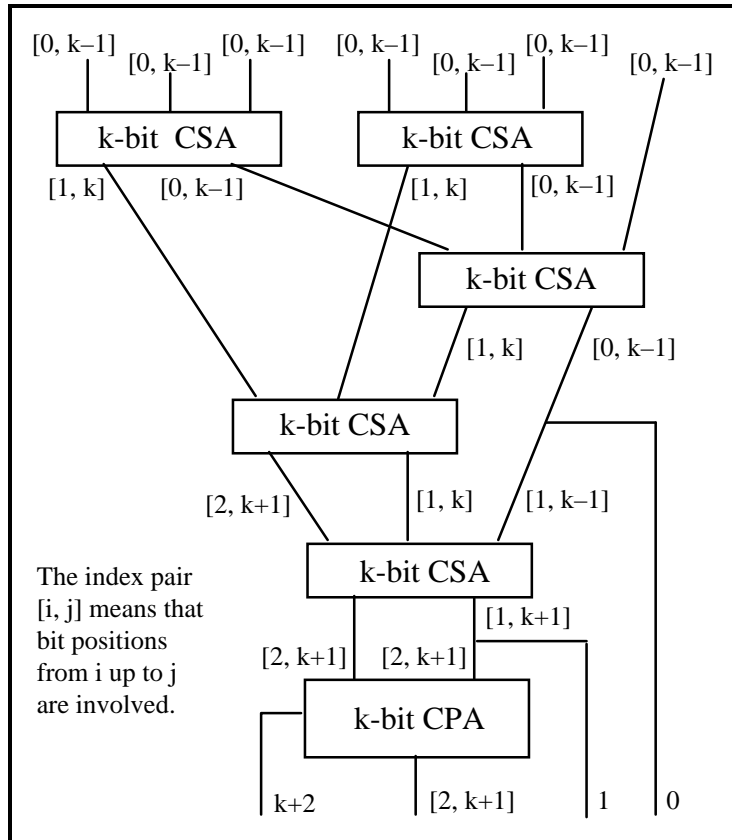 [0, k–1] [0, k–1] [0, k–1] [0, k–1] [0, k–1] [0, k–1] [0, k–1]
k-bit CSA k-bit CSA
[1, k] [0, k–1] [1, k] [0, k–1]
k-bit CSA
[1, k] [0, k–1]
k-bit CSA
[2, k+1] [1, k] [1, k–1]
k-bit CSA
The index pair
[i, j] means that
bit positions
from i up to j
are involved.
[1, k+1]
[2, k+1] [2, k+1]
k-bit CPA
k+2 [2, k+1] 1 0